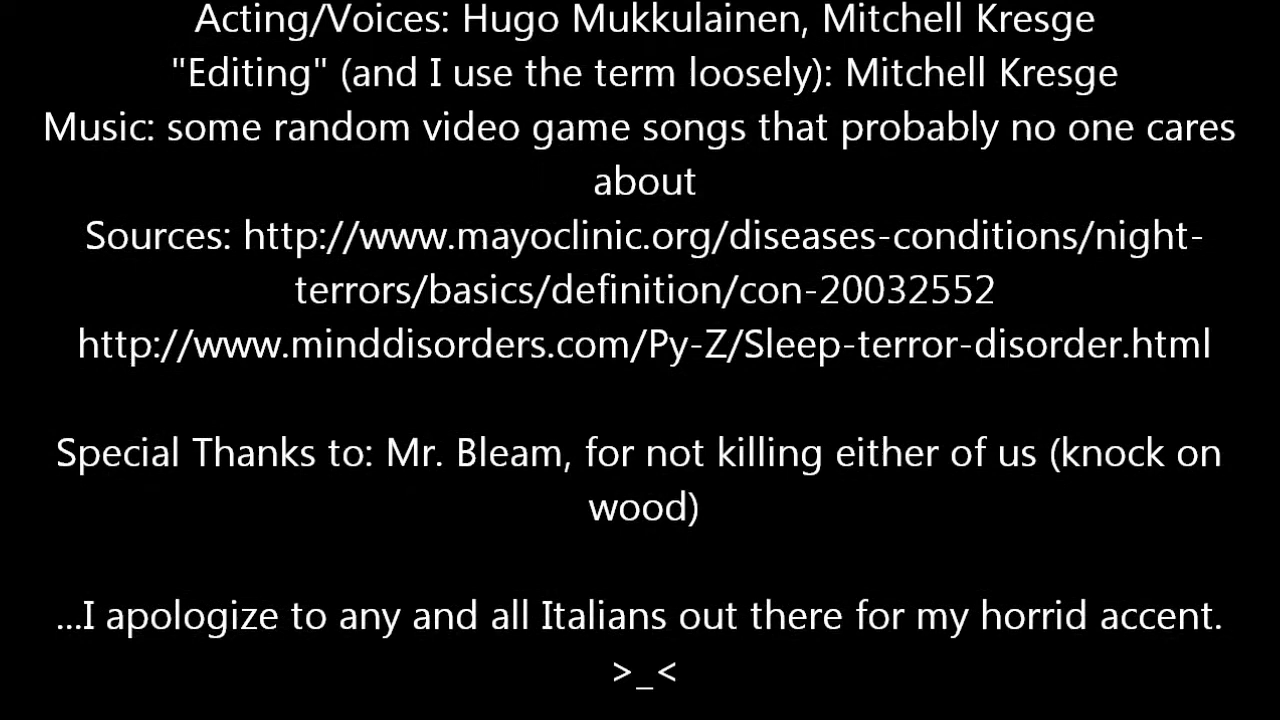 Acting/Voices: Hugo Mukkulainen, Mitchell Kresge
"Editing" (and I use the term loosely): Mitchell Kresge
Music: some random video game songs that probably no one cares
about
Sources: http://www.mayoclinic.org/diseases-conditions/night-
terrors/basics/definition/con-20032552
http://www.minddisorders.com/Py-Z/Sleep-terror-disorder.html
Special Thanks to: Mr. Bleam, for not killing either of us (knock on
wood)
...I apologize to any and all Italians out there for my horrid accent.
>_<